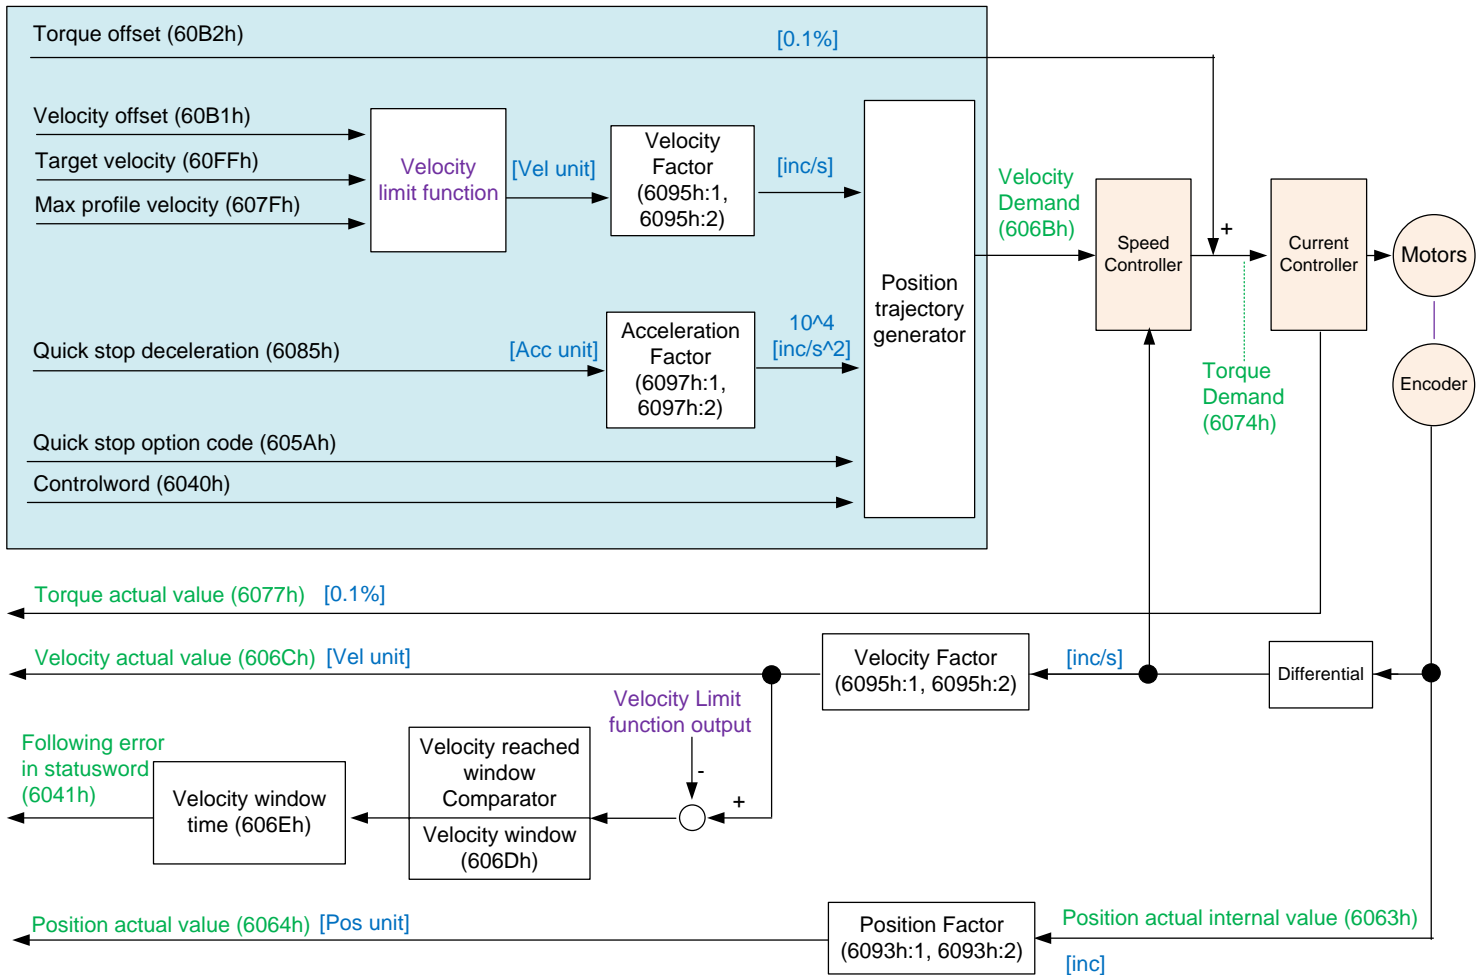 Torque offset (60B2h)
[0.1%]
Velocity offset (60B1h)
Target velocity (60FFh)
Max profile velocity (607Fh)
Velocity
limit function
[Vel unit]
Velocity
Factor
(6095h:1,
6095h:2)
[inc/s]
Quick stop deceleration (6085h)
[Acc unit]
Acceleration
Factor
(6097h:1,
6097h:2)
10^4
[inc/s^2]
Quick stop option code (605Ah)
Controlword (6040h)
Position
trajectory
generator
Velocity
Demand
(606Bh)
Speed
Controller
+
Torque
Demand
(6074h)
Current
Controller
Motors
Encoder
Torque actual value (6077h) [0.1%]
Velocity actual value (606Ch) [Vel unit]
Velocity Factor
(6095h:1, 6095h:2)
[inc/s]
Differential
Velocity Limit
function output
-
+
Velocity reached
window
Comparator
Velocity window
(606Dh)
Velocity window
time (606Eh)
Following error
in statusword
(6041h)
Position actual value (6064h) [Pos unit]
Position Factor
(6093h:1, 6093h:2)
Position actual internal value (6063h)
[inc]